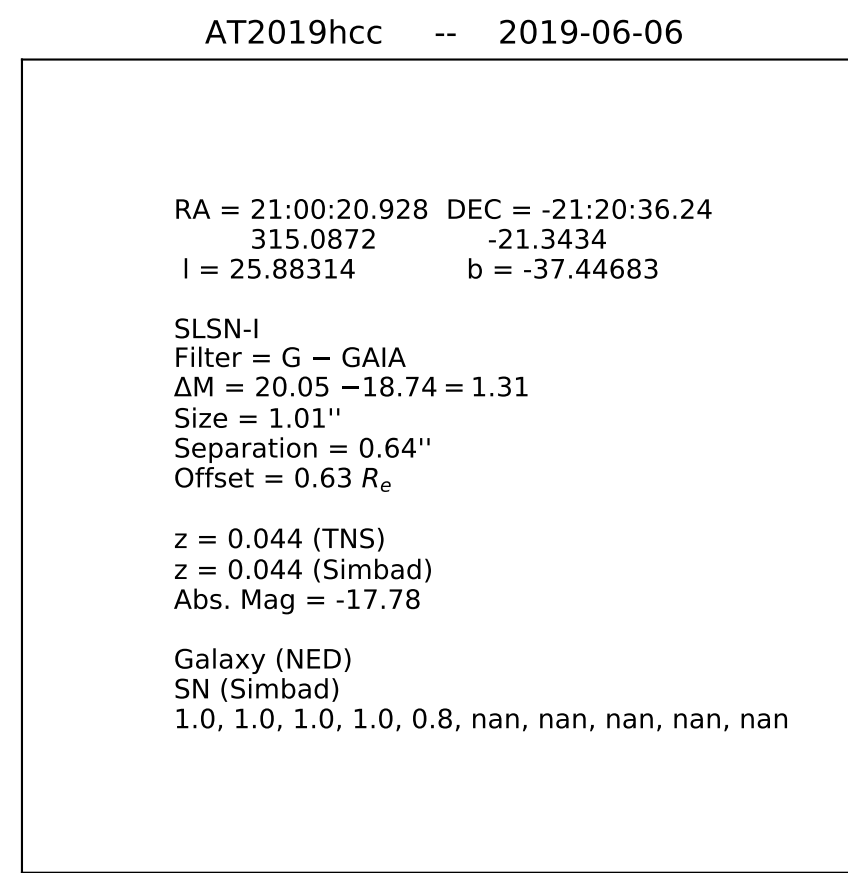 AT2019hcc -- 2019-06-06
RA = 21:00:20.928 DEC = -21:20:36.24
315.0872 -21.3434
l = 25.88314 b = -37.44683
SLSN-I
Filter = G − GAIA
ΔM = 20.05 −18.74 = 1.31
Size = 1.01''
Separation = 0.64''
Offset = 0.63 Rₑ
z = 0.044 (TNS)
z = 0.044 (Simbad)
Abs. Mag = -17.78
Galaxy (NED)
SN (Simbad)
1.0, 1.0, 1.0, 1.0, 0.8, nan, nan, nan, nan, nan